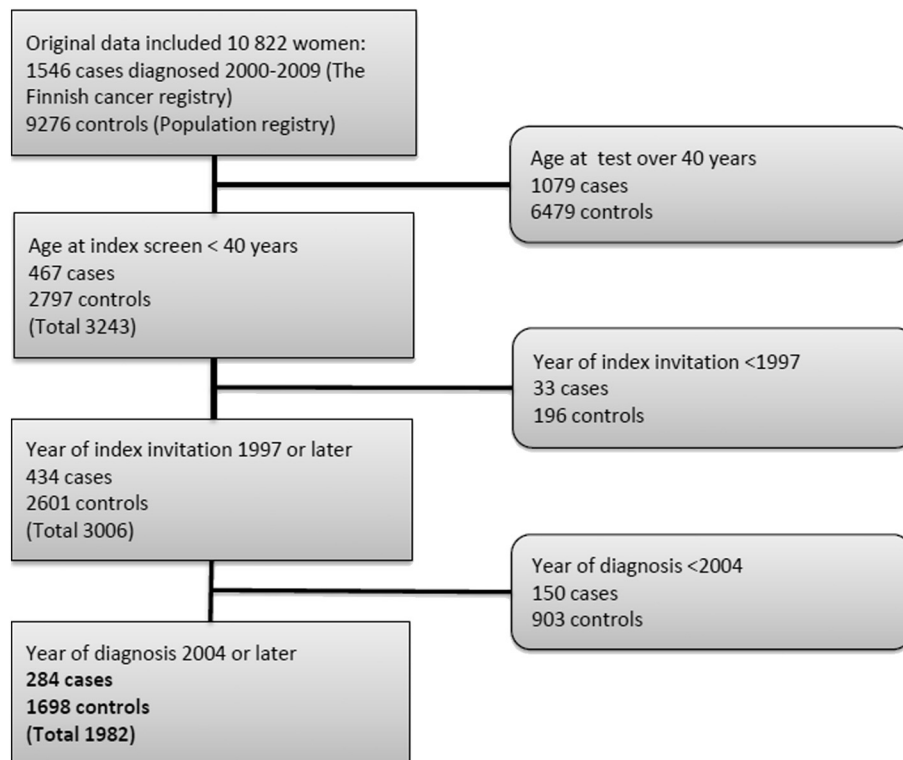 Original data included 10 822 women:
1546 cases diagnosed 2000-2009 (The
Finnish cancer registry)
9276 controls (Population registry)
Age at test over 40 years
1079 cases
6479 controls
Age at index screen < 40 years
467 cases
2797 controls
(Total 3243)
Year of index invitation <1997
33 cases
196 controls
Year of index invitation 1997 or later
434 cases
2601 controls
(Total 3006)
Year of diagnosis <2004
150 cases
903 controls
Year of diagnosis 2004 or later
284 cases
1698 controls
(Total 1982)